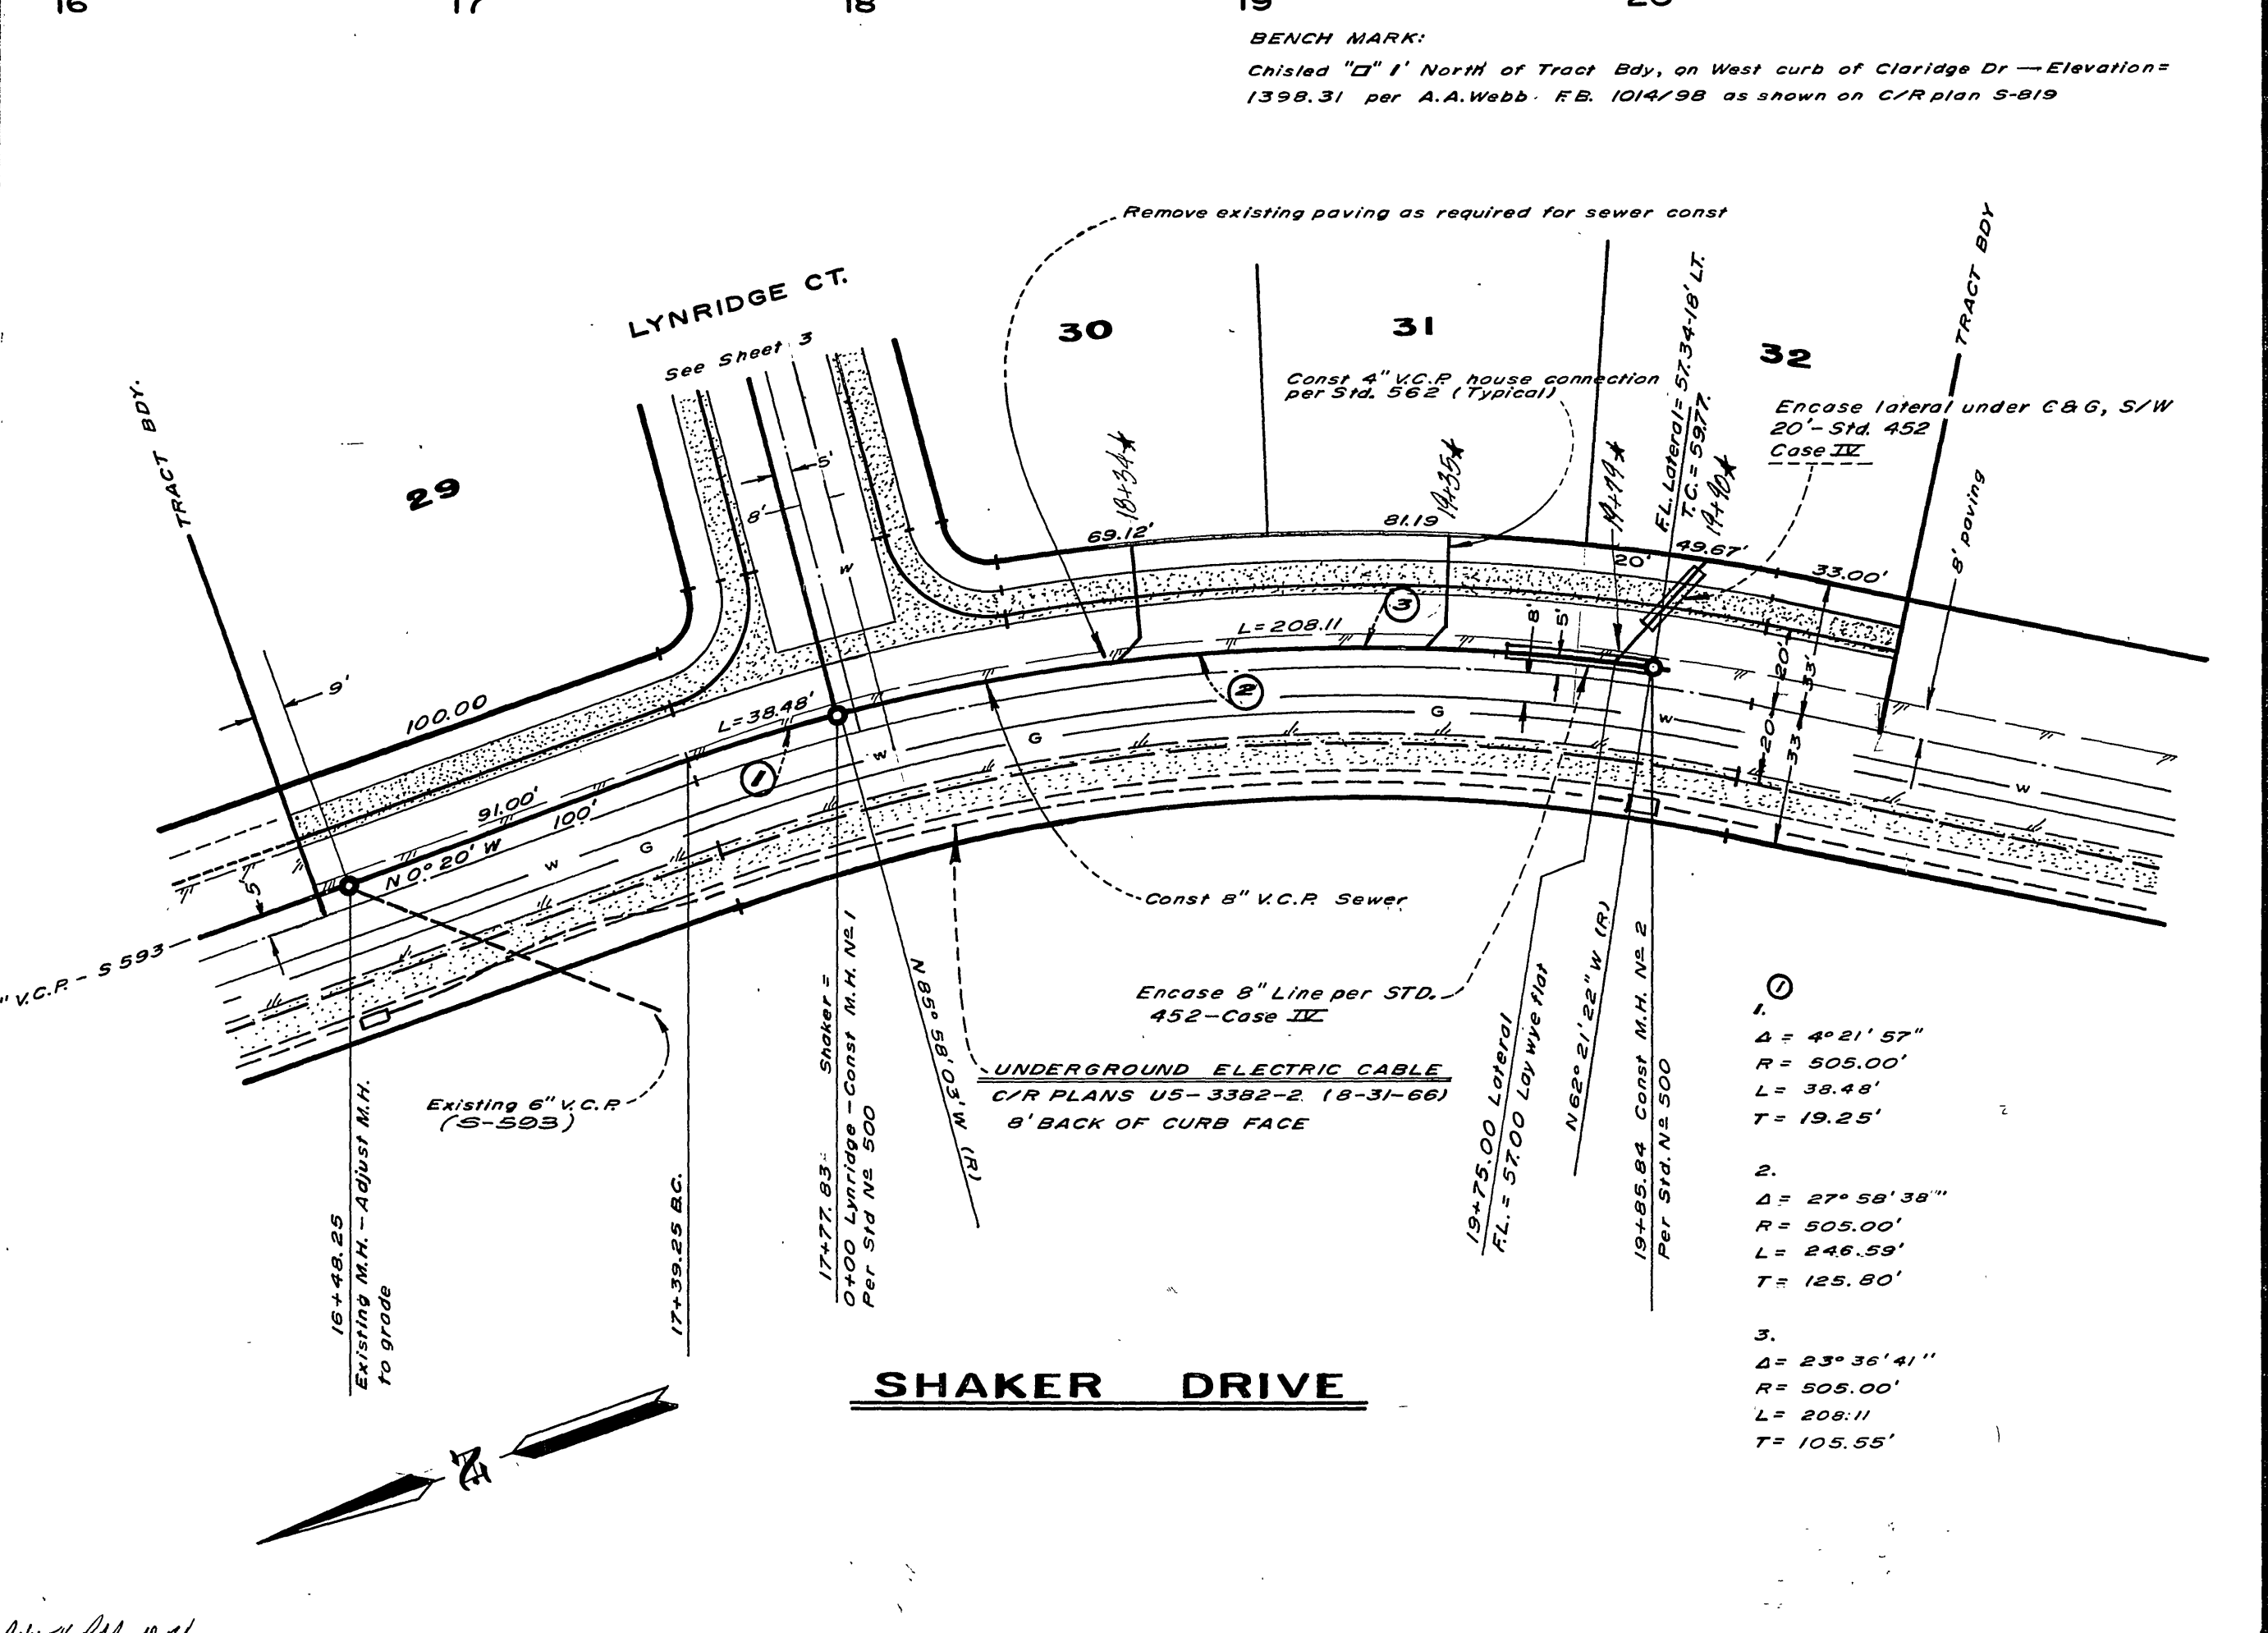 16 17 18 19 20
BENCH MARK:
Chisled "□" 1' North of Tract Bdy, on West curb of Claridge Dr — Elevation=
1398.31 per A.A.Webb. F.B. 1014/98 as shown on C/R plan S-819
Remove existing paving as required for sewer const
LYNRIDGE CT.
See Sheet 3
TRACT BDY.
29
30
31
32
TRACT BDY
Const 4" V.C.P. house connection
per Std. 562 (Typical)
F.L. Lateral = 57.34-18' LT.
T.C. = 59.77.
Encase lateral under C&G, S/W
20'- Std. 452
Case IV
18+34*
19+35*
19+79*
19+90*
5'
8'
W
69.12'
81.19
20'
49.67'
33.00'
8' paving
9'
100.00
L=38.48'
L=208.11
3
8'
5'
20'
33'
20'
33'
2
1
G
W
G
W
W
91.00'
100'
N 0° 20' W
W
G
5'
" V.C.P. - S 593
Const 8" V.C.P. Sewer
Encase 8" Line per STD.
452-Case IV
UNDERGROUND ELECTRIC CABLE
C/R PLANS US-3382-2 (8-31-66)
8' BACK OF CURB FACE
Existing 6" V.C.P.
(S-593)
16+48.25
Existing M.H. - Adjust M.H.
to grade
17+39.25 B.C.
17+77.83 Shaker =
0+00 Lynridge - Const M.H. Nº 1
Per Std Nº 500
N 85° 58' 03" W (R)
19+75.00 Lateral
F.L. = 57.00 Lay wye flat
N 62° 21' 22" W (R)
19+85.84 Const M.H. Nº 2
Per Std. Nº 500
1
1.
Δ = 4° 21' 57"
R = 505.00'
L = 38.48'
T = 19.25'
2.
Δ = 27° 58' 38"
R = 505.00'
L = 246.59'
T = 125.80'
3.
Δ = 23° 36' 41"
R = 505.00'
L = 208.11
T = 105.55'
SHAKER DRIVE
N